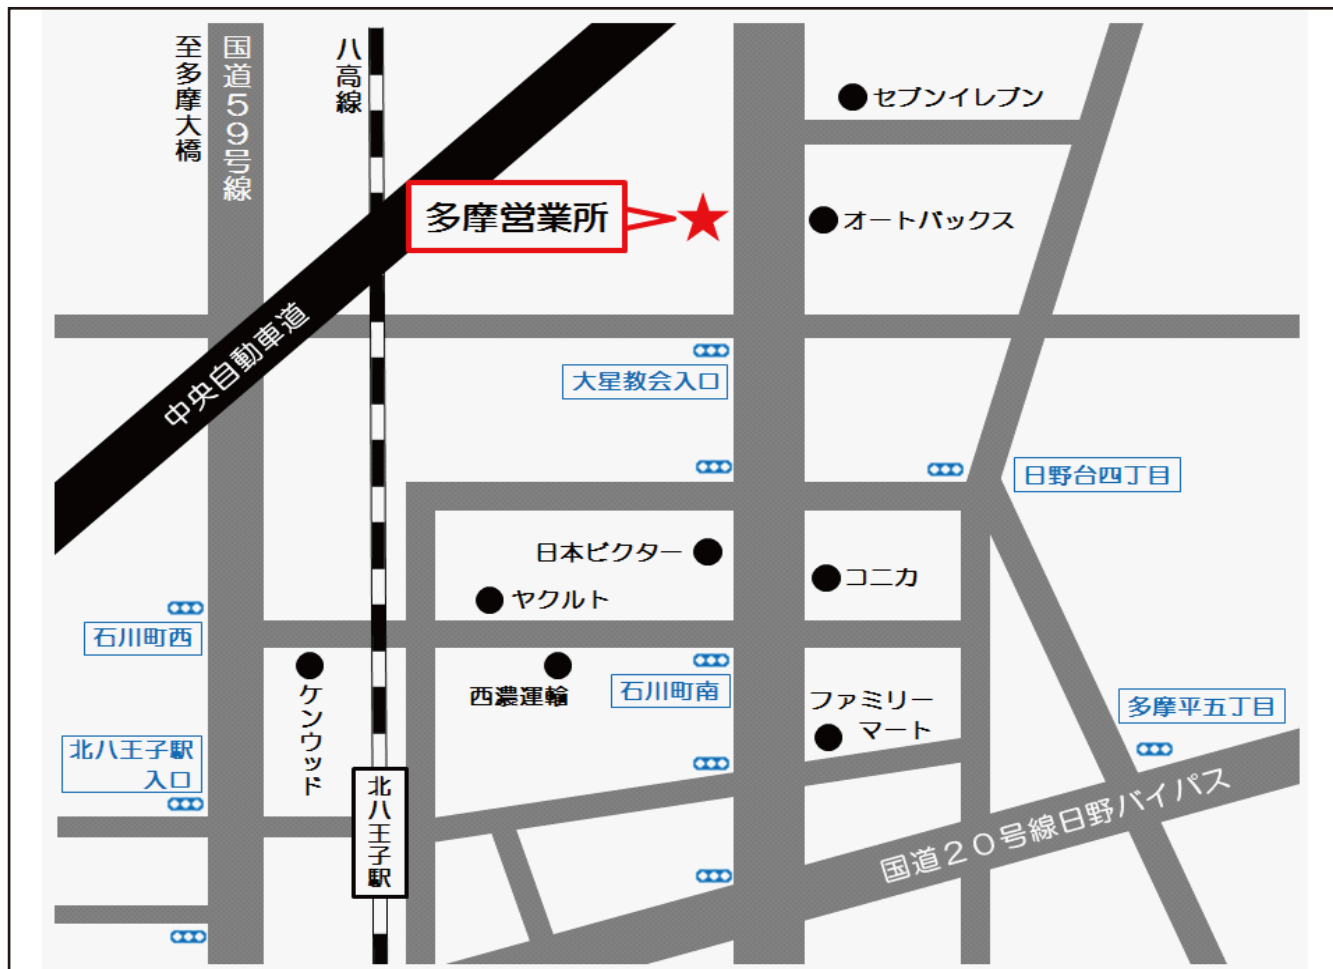 至多摩大橋
国道59号線
八高線
セブンイレブン
多摩営業所
オートバックス
中央自動車道
大星教会入口
日野台四丁目
日本ビクター
コニカ
ヤクルト
石川町西
ケンウッド
西濃運輸
石川町南
ファミリー
マート
多摩平五丁目
北八王子駅
入口
北八王子駅
国道20号線日野バイパス